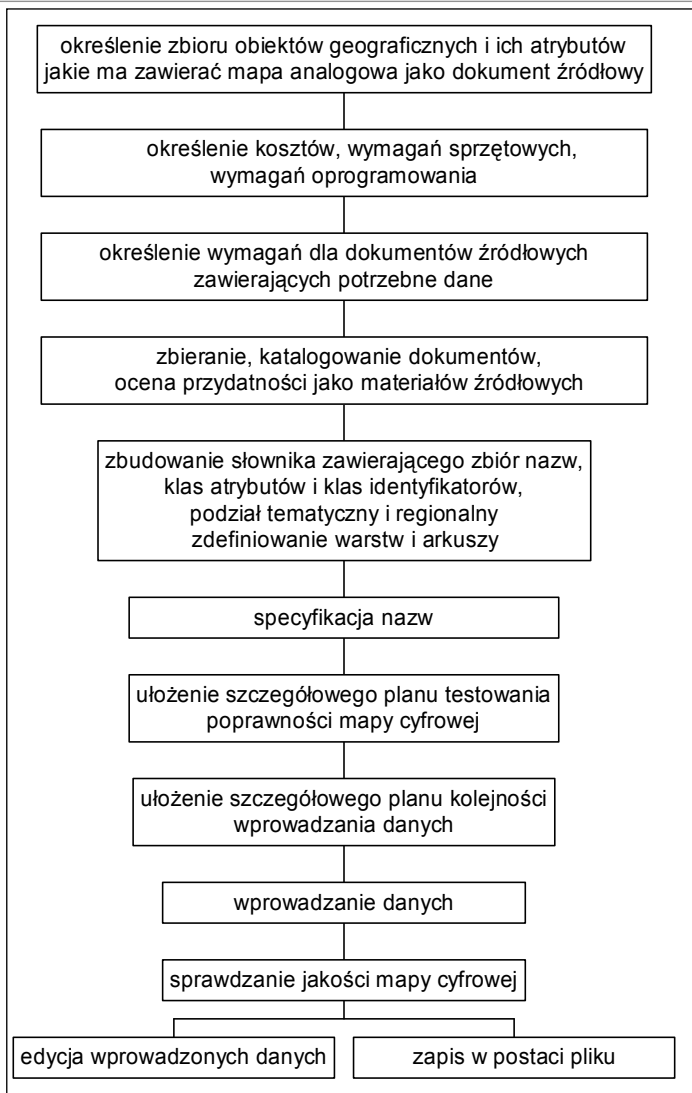 określenie zbioru obiektów geograficznych i ich atrybutów
jakie ma zawierać mapa analogowa jako dokument źródłowy
określenie kosztów, wymagań sprzętowych,
wymagań oprogramowania
określenie wymagań dla dokumentów źródłowych
zawierających potrzebne dane
zbieranie, katalogowanie dokumentów,
ocena przydatności jako materiałów źródłowych
zbudowanie słownika zawierającego zbiór nazw,
klas atrybutów i klas identyfikatorów,
podział tematyczny i regionalny
zdefiniowanie warstw i arkuszy
specyfikacja nazw
ułożenie szczegółowego planu testowania
poprawności mapy cyfrowej
ułożenie szczegółowego planu kolejności
wprowadzania danych
wprowadzanie danych
sprawdzanie jakości mapy cyfrowej
edycja wprowadzonych danych
zapis w postaci pliku